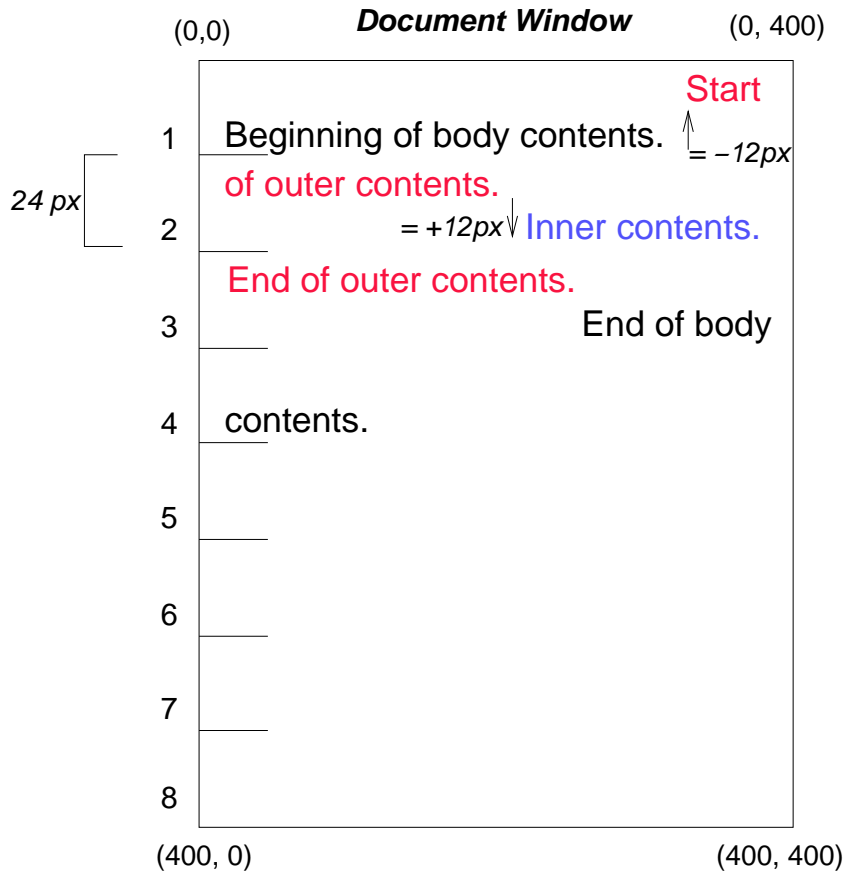 Document Window
(0,0)
(0, 400)
Start
1
Beginning of body contents.
= −12px
of outer contents.
24 px
2
= +12px
Inner contents.
End of outer contents.
3
End of body
4
contents.
5
6
7
8
(400, 0)
(400, 400)